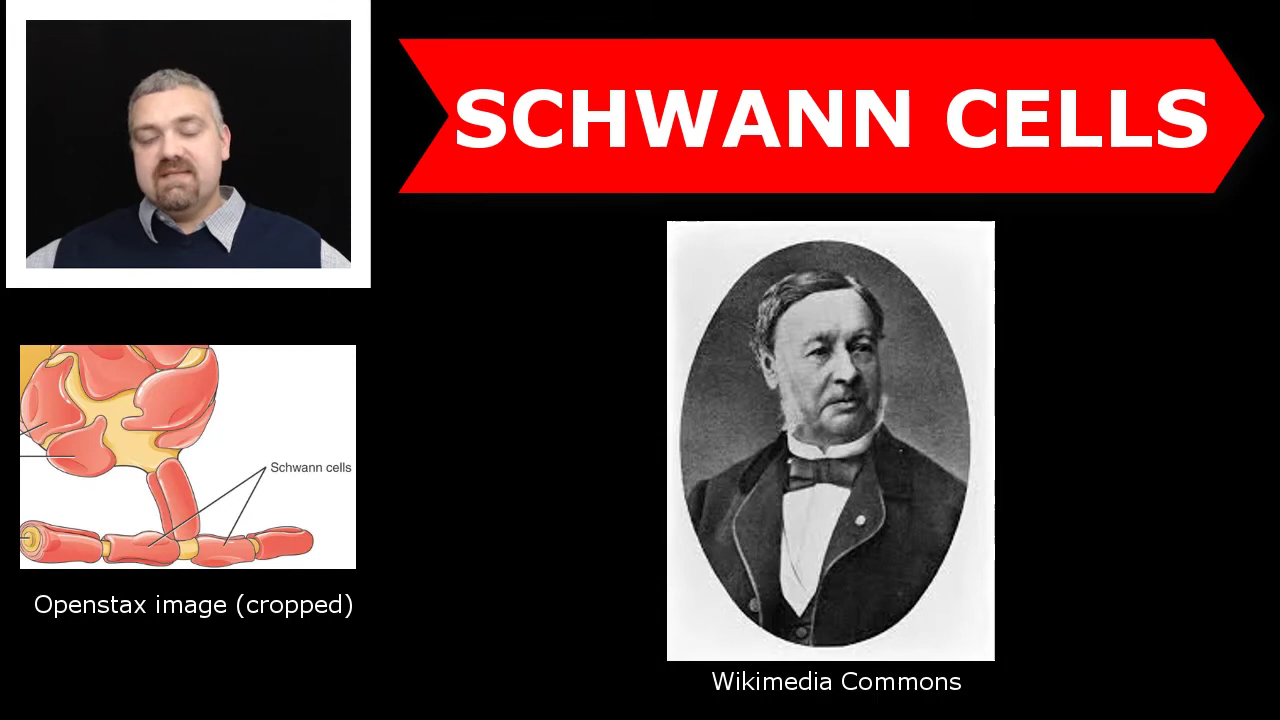 SCHWANN CELLS
Schwann cells
Openstax image (cropped)
Wikimedia Commons